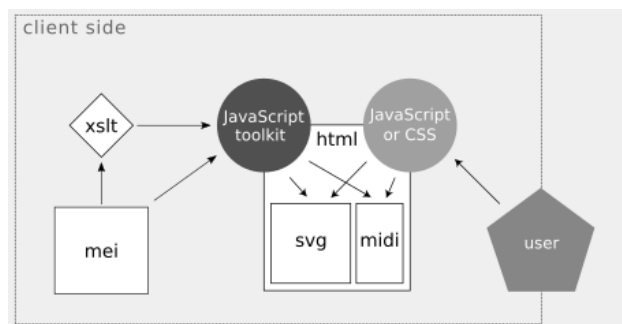 client side
xslt
JavaScript
toolkit
html
JavaScript
or CSS
mei
svg
midi
user